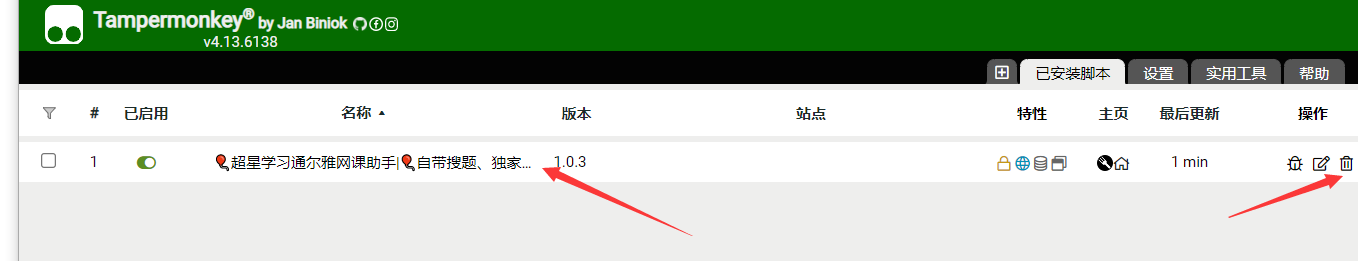 Tampermonkey® by Jan Biniok
v4.13.6138
已安装脚本 设置 实用工具 帮助
# 已启用 名称 版本 站点 特性 主页 最后更新 操作
1 超星学习通尔雅网课助手|自带搜题、独家... 1.0.3 1 min